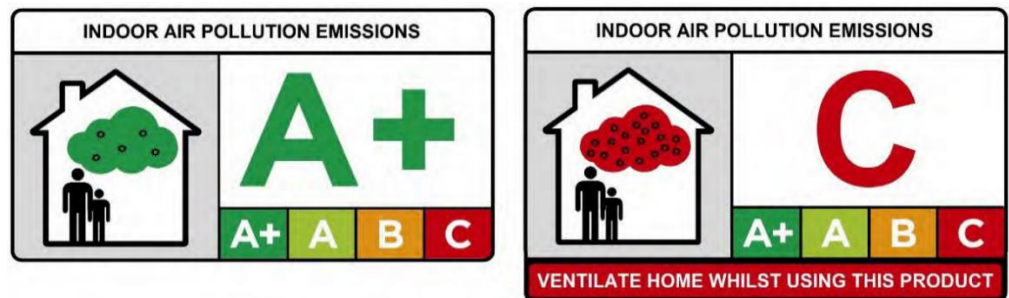 INDOOR AIR POLLUTION EMISSIONS
A+
A+ A B C
INDOOR AIR POLLUTION EMISSIONS
C
A+ A B C
VENTILATE HOME WHILST USING THIS PRODUCT